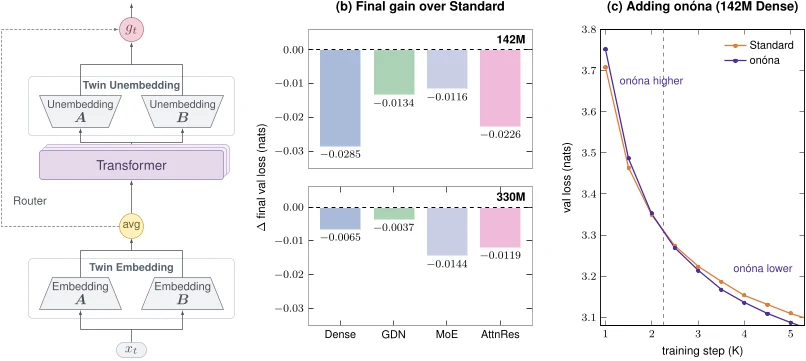 g_t
Twin Unembedding
Unembedding A
Unembedding B
Transformer
Router
avg
Twin Embedding
Embedding A
Embedding B
x_t
(b) Final gain over Standard
142M
0.00
−0.01
−0.02
−0.03
−0.0285
−0.0134
−0.0116
−0.0226
330M
0.00
−0.01
−0.02
−0.03
−0.0065
−0.0037
−0.0144
−0.0119
Δ final val loss (nats)
Dense GDN MoE AttnRes
(c) Adding onóna (142M Dense)
3.8
3.7
3.6
3.5
3.4
3.3
3.2
3.1
val loss (nats)
Standard
onóna
onóna higher
onóna lower
1 2 3 4 5
training step (K)